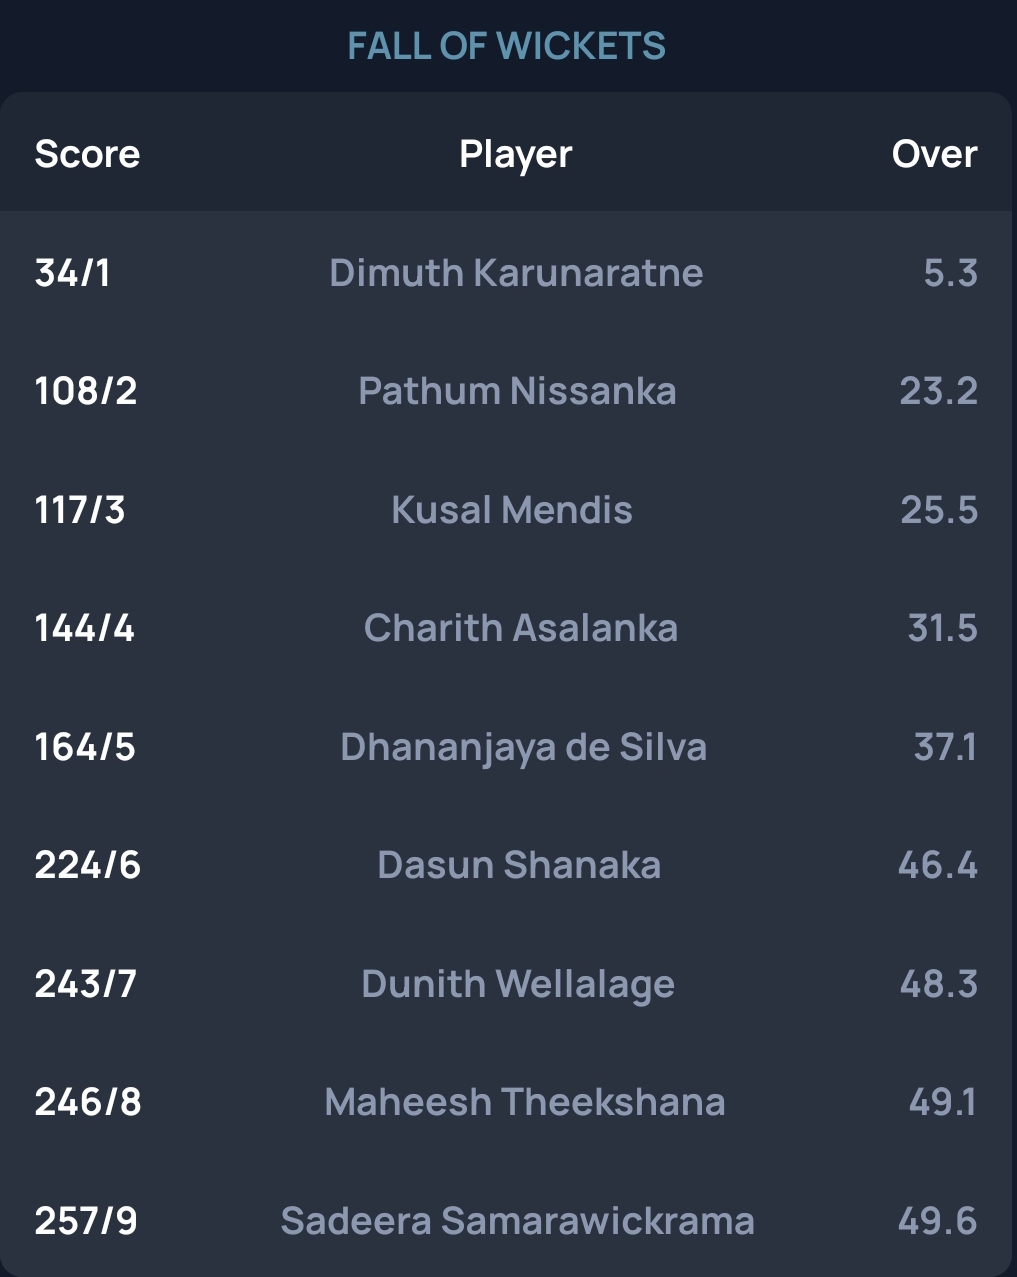 FALL OF WICKETS
Score Player Over
34/1 Dimuth Karunaratne 5.3
108/2 Pathum Nissanka 23.2
117/3 Kusal Mendis 25.5
144/4 Charith Asalanka 31.5
164/5 Dhananjaya de Silva 37.1
224/6 Dasun Shanaka 46.4
243/7 Dunith Wellalage 48.3
246/8 Maheesh Theekshana 49.1
257/9 Sadeera Samarawickrama 49.6